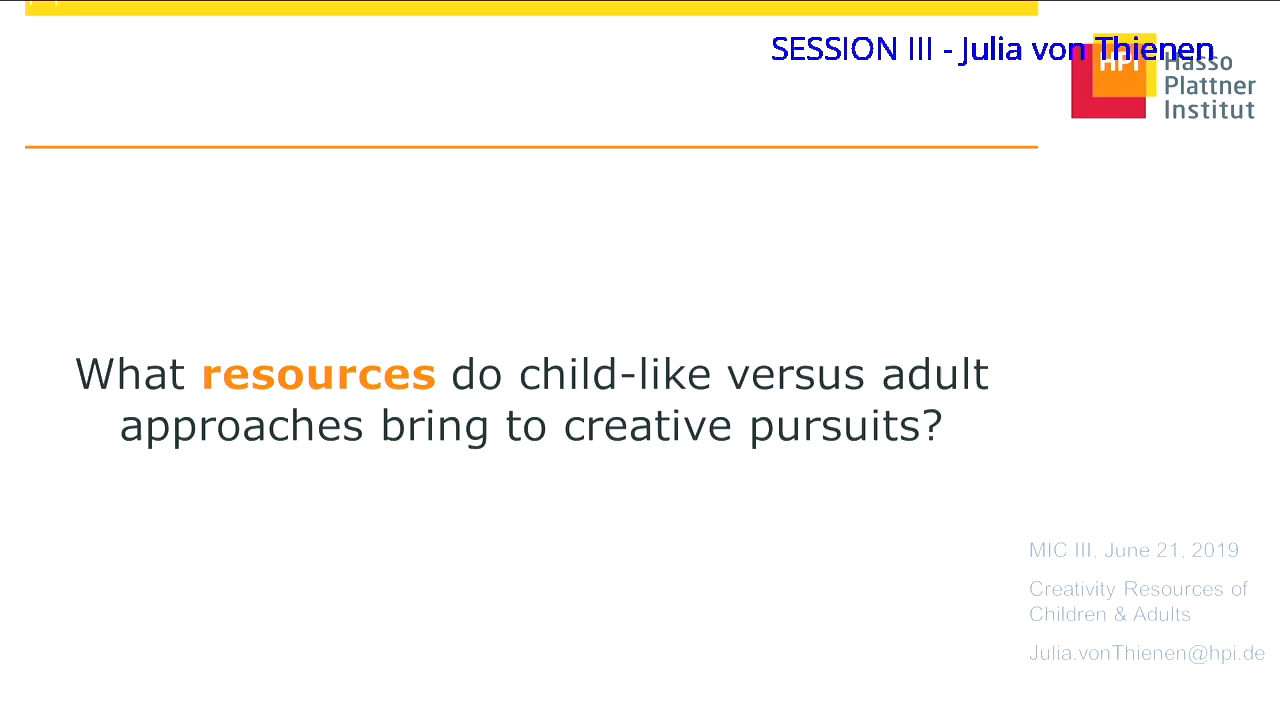 SESSION III - Julia von Thienen
HPI
Hasso
Plattner
Institut
What resources do child-like versus adult
approaches bring to creative pursuits?
MIC III, June 21, 2019
Creativity Resources of
Children & Adults
Julia.vonThienen@hpi.de